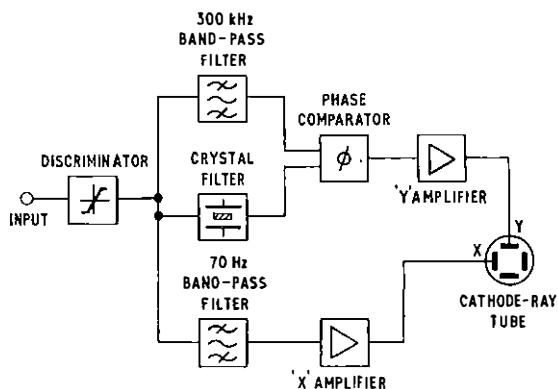 300 kHz
BAND-PASS
FILTER
PHASE
COMPARATOR
DISCRIMINATOR
CRYSTAL
FILTER
ϕ
'Y' AMPLIFIER
INPUT
Y
X
70 Hz
BAND-PASS
FILTER
CATHODE-RAY
TUBE
'X' AMPLIFIER